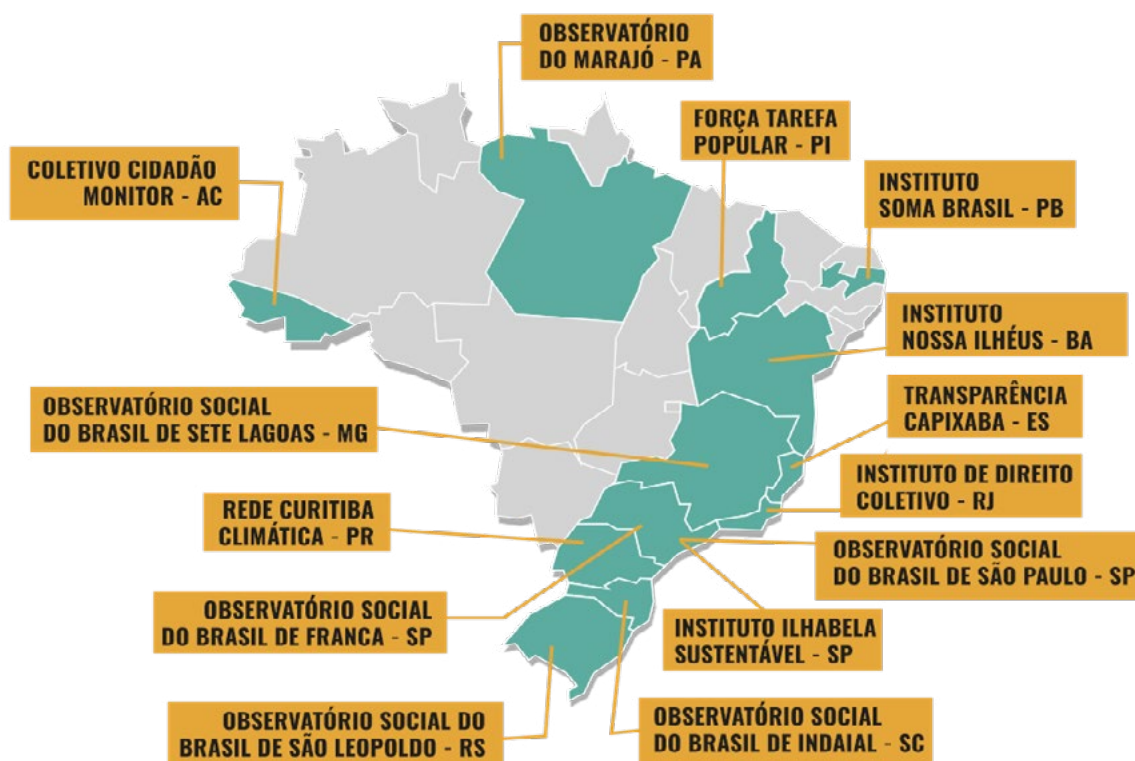 OBSERVATÓRIO
DO MARAJÓ - PA
FORÇA TAREFA
POPULAR - PI
COLETIVO CIDADÃO
MONITOR - AC
INSTITUTO
SOMA BRASIL - PB
INSTITUTO
NOSSA ILHÉUS - BA
OBSERVATÓRIO SOCIAL
DO BRASIL DE SETE LAGOAS - MG
TRANSPARÊNCIA
CAPIXABA - ES
INSTITUTO DE DIREITO
COLETIVO - RJ
REDE CURITIBA
CLIMÁTICA - PR
OBSERVATÓRIO SOCIAL
DO BRASIL DE SÃO PAULO - SP
OBSERVATÓRIO SOCIAL
DO BRASIL DE FRANCA - SP
INSTITUTO ILHABELA
SUSTENTÁVEL - SP
OBSERVATÓRIO SOCIAL DO
BRASIL DE SÃO LEOPOLDO - RS
OBSERVATÓRIO SOCIAL
DO BRASIL DE INDAIAL - SC